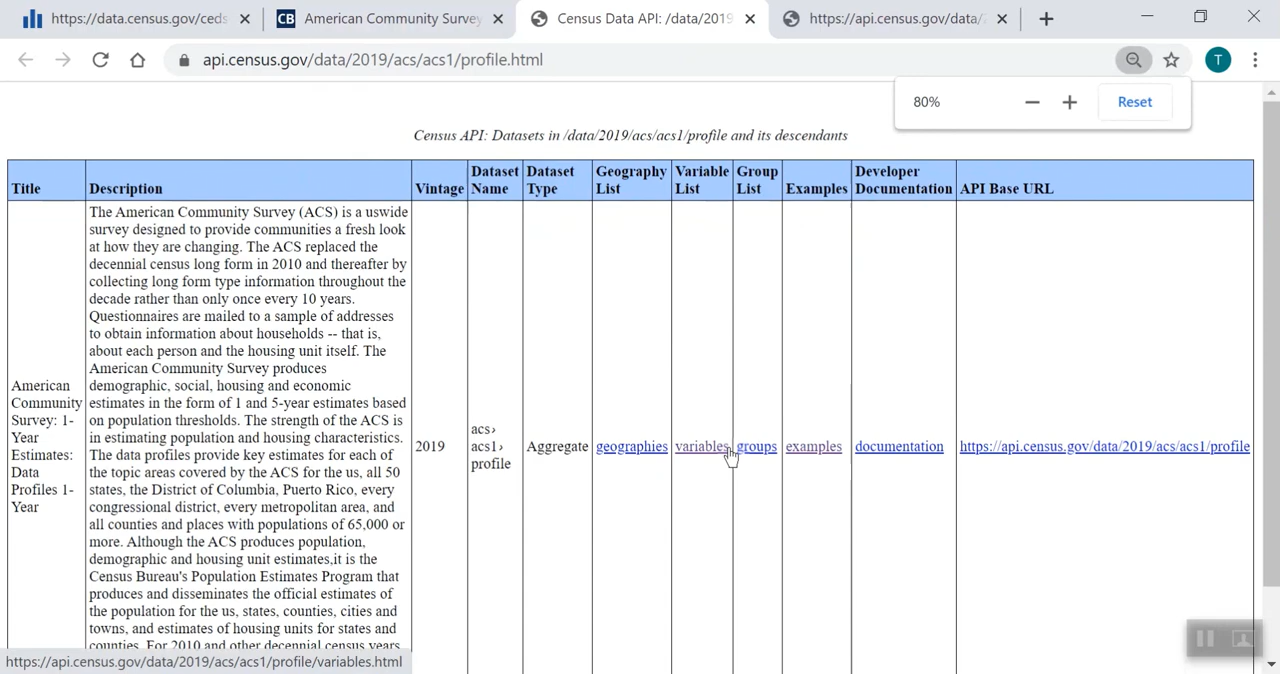 https://data.census.gov/ceds
CB American Community Survey
Census Data API: /data/2019
https://api.census.gov/data/
api.census.gov/data/2019/acs/acs1/profile.html
T
80%
Reset
Census API: Datasets in /data/2019/acs/acs1/profile and its descendants
Title
Description
Vintage
Dataset
Name
Dataset
Type
Geography
List
Variable
List
Group
List
Examples
Developer
Documentation
API Base URL
American
Community
Survey: 1-
Year
Estimates:
Data
Profiles 1-
Year
The American Community Survey (ACS) is a uswide
survey designed to provide communities a fresh look
at how they are changing. The ACS replaced the
decennial census long form in 2010 and thereafter by
collecting long form type information throughout the
decade rather than only once every 10 years.
Questionnaires are mailed to a sample of addresses
to obtain information about households -- that is,
about each person and the housing unit itself. The
American Community Survey produces
demographic, social, housing and economic
estimates in the form of 1 and 5-year estimates based
on population thresholds. The strength of the ACS is
in estimating population and housing characteristics.
The data profiles provide key estimates for each of
the topic areas covered by the ACS for the us, all 50
states, the District of Columbia, Puerto Rico, every
congressional district, every metropolitan area, and
all counties and places with populations of 65,000 or
more. Although the ACS produces population,
demographic and housing unit estimates,it is the
Census Bureau's Population Estimates Program that
produces and disseminates the official estimates of
the population for the us, states, counties, cities and
towns, and estimates of housing units for states and
counties. For 2010 and other decennial census years,
2019
acs›
acs1›
profile
Aggregate
geographies
variables
groups
examples
documentation
https://api.census.gov/data/2019/acs/acs1/profile
https://api.census.gov/data/2019/acs/acs1/profile/variables.html